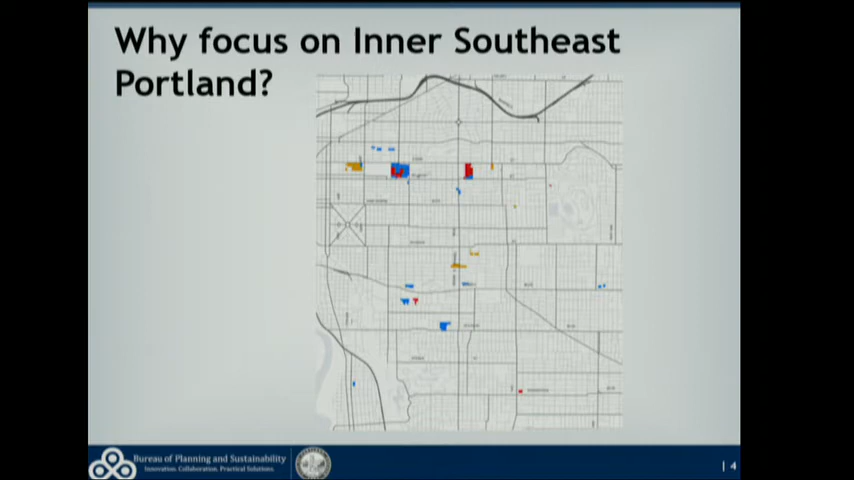 Why focus on Inner Southeast
Portland?
Bureau of Planning and Sustainability
Innovation. Collaboration. Practical Solutions.
| 4